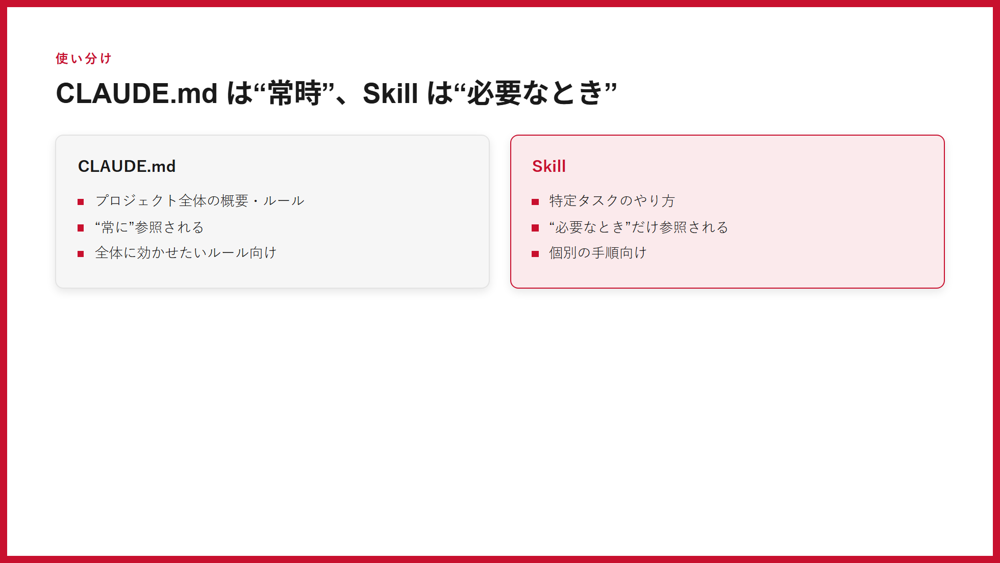 使い分け
CLAUDE.md は“常時”、Skill は“必要なとき”
CLAUDE.md
プロジェクト全体の概要・ルール
“常に”参照される
全体に効かせたいルール向け
Skill
特定タスクのやり方
“必要なとき”だけ参照される
個別の手順向け